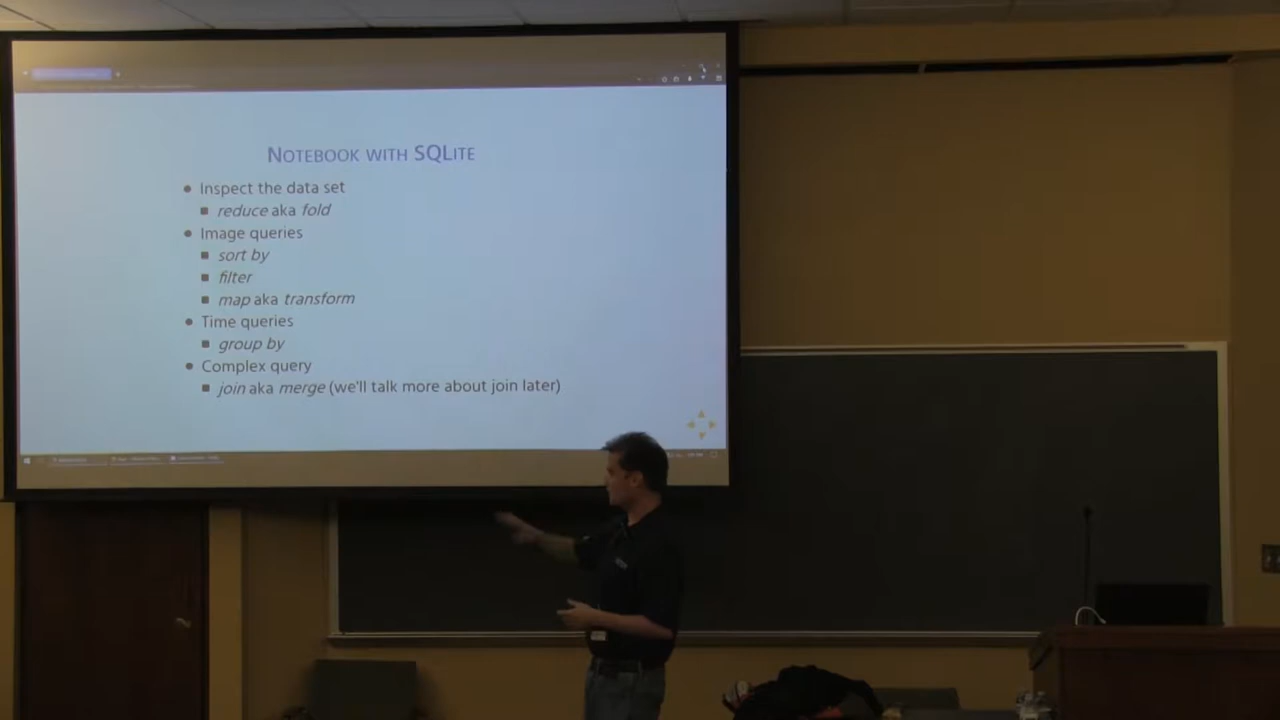 NOTEBOOK WITH SQLITE
● Inspect the data set
■ reduce aka fold
● Image queries
■ sort by
■ filter
■ map aka transform
● Time queries
■ group by
● Complex query
■ join aka merge (we'll talk more about join later)